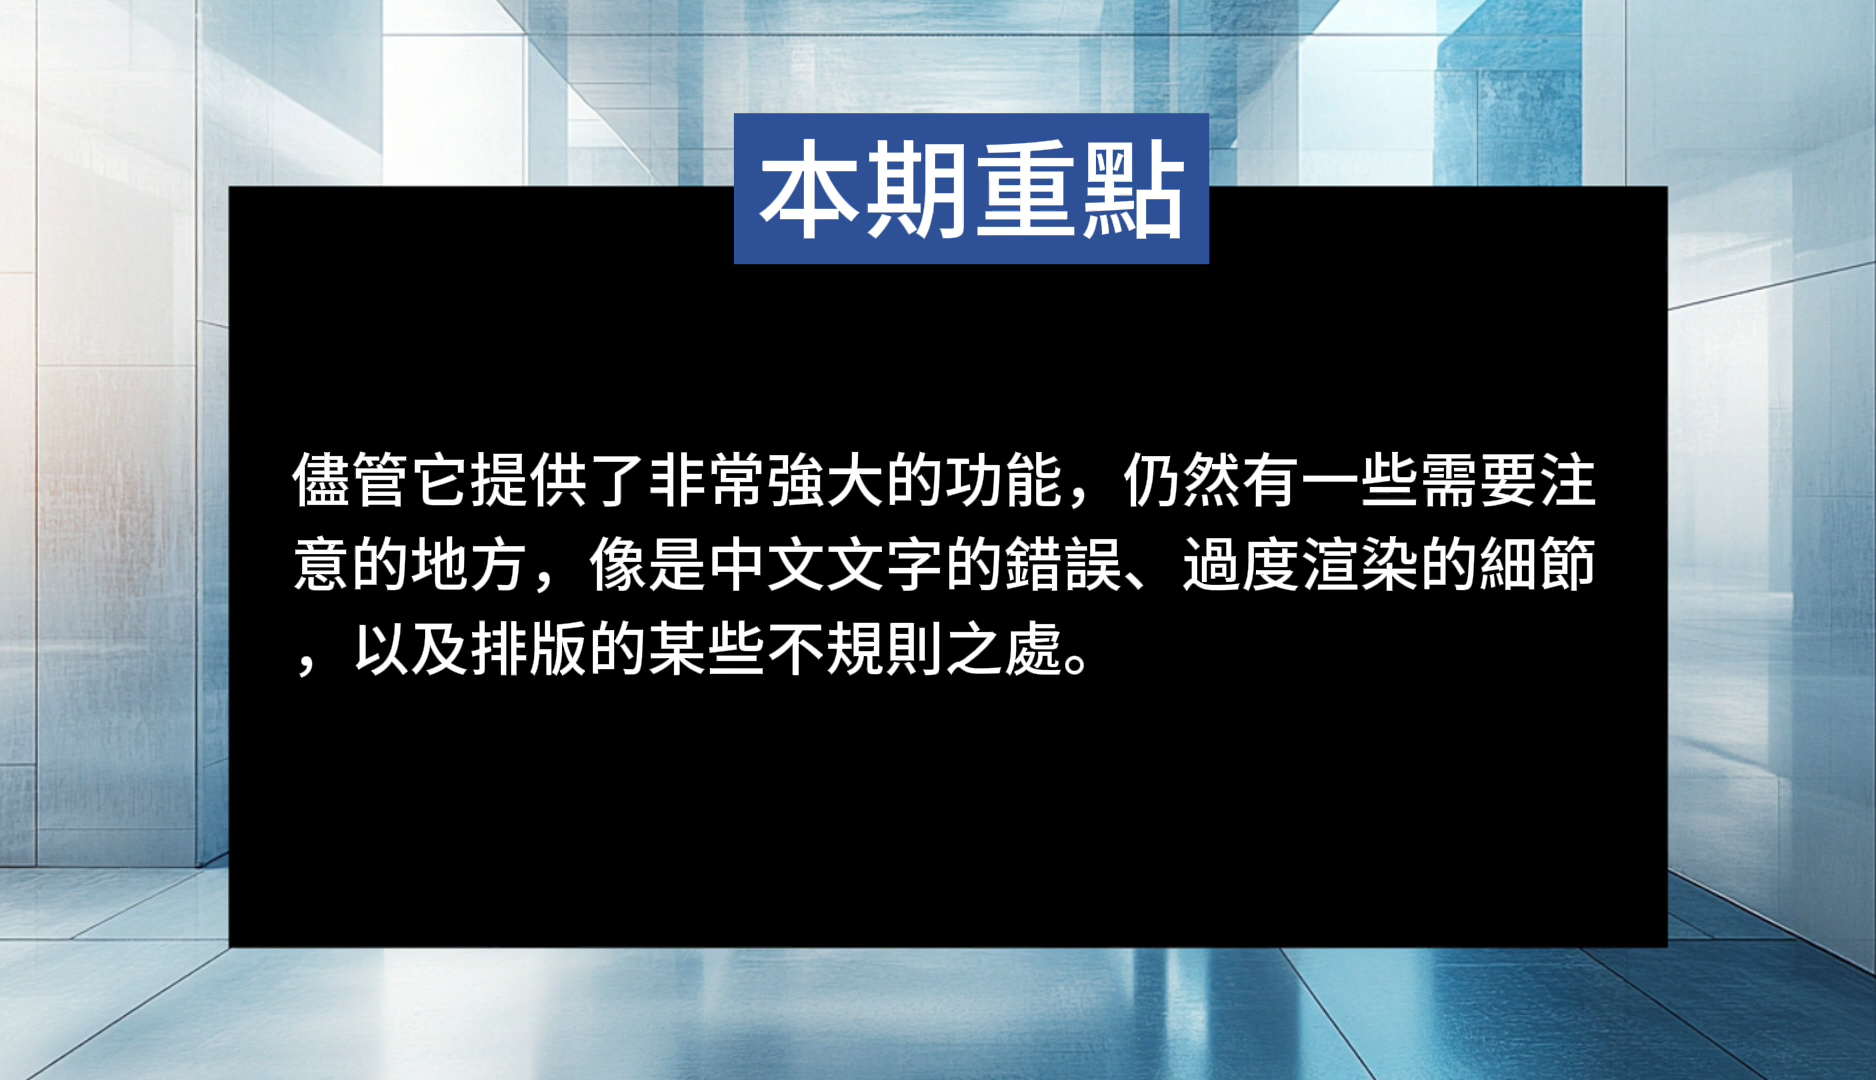 本期重點
儘管它提供了非常強大的功能，仍然有一些需要注
意的地方，像是中文文字的錯誤、過度渲染的細節
，以及排版的某些不規則之處。